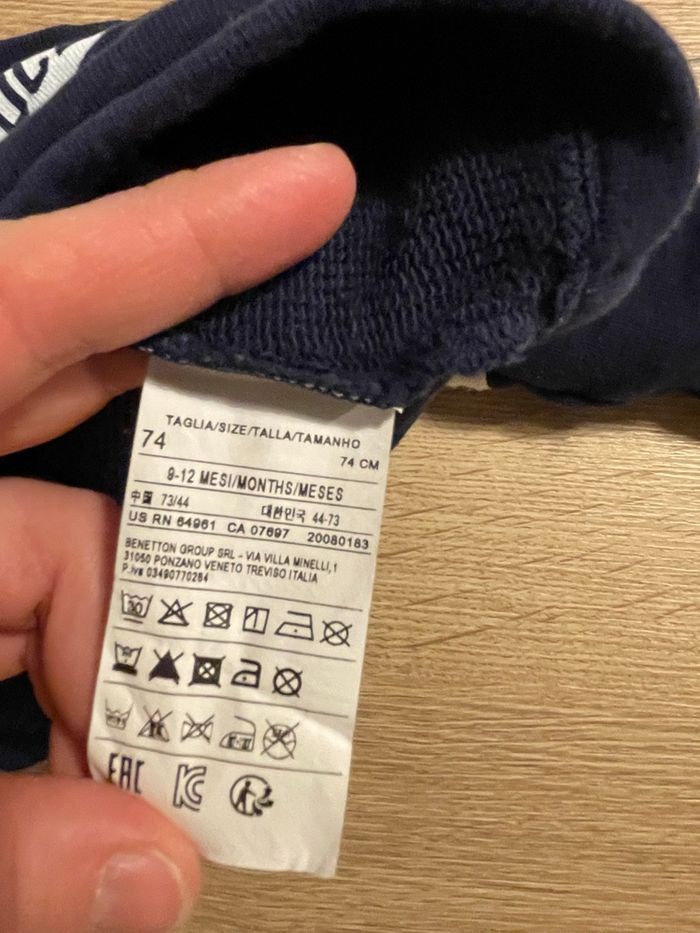 TAGLIA/SIZE/TALLA/TAMANHO
74
74 CM
9-12 MESI/MONTHS/MESES
中国 73/44 대한민국 44-73
US RN 64961 CA 07697 20080183
BENETTON GROUP SRL - VIA VILLA MINELLI,1
31050 PONZANO VENETO TREVISO ITALIA
P.iva 03490770264
30
EAC
KC